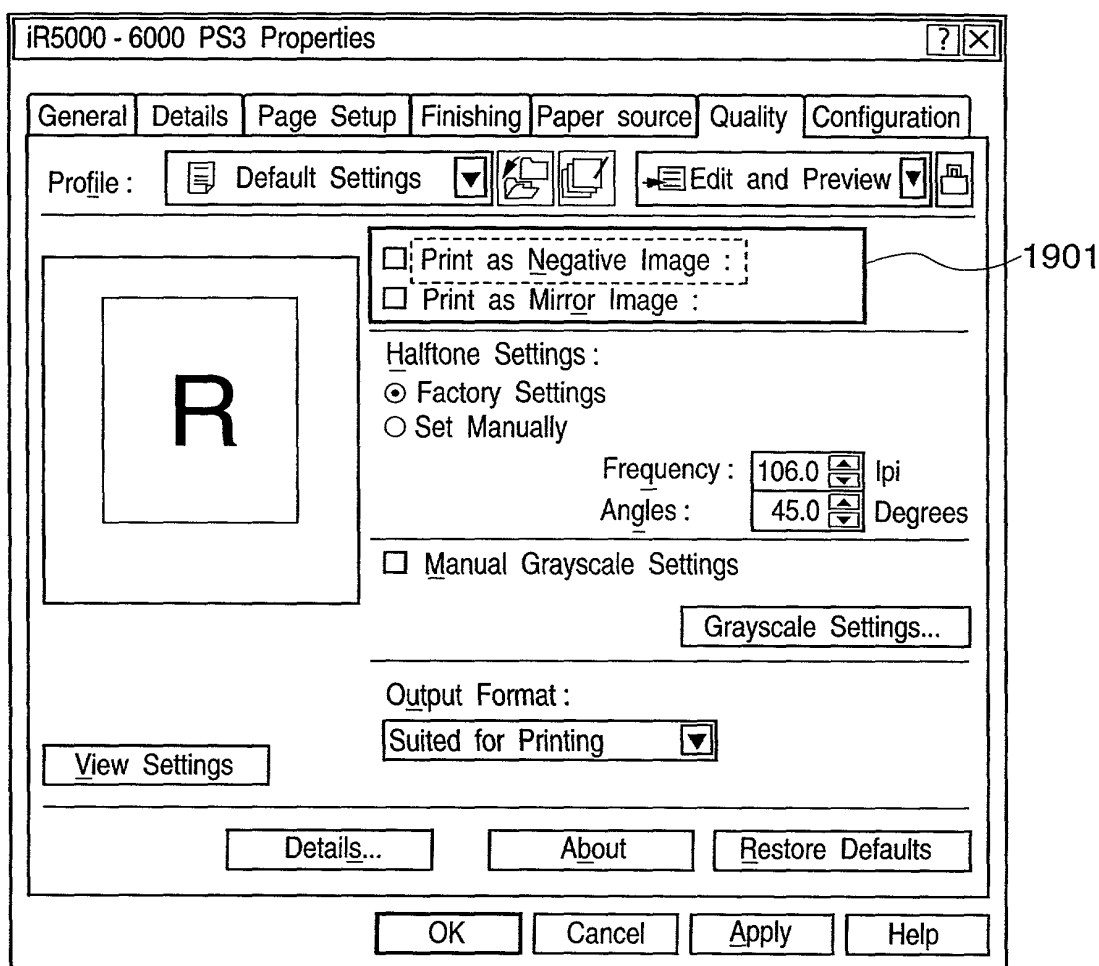 iR5000 - 6000 PS3 Properties ? X
General Details Page Setup Finishing Paper source Quality Configuration
Profile : Default Settings Edit and Preview
Print as Negative Image :
1901
Print as Mirror Image :
Halftone Settings :
Factory Settings
R
Set Manually
Frequency : 106.0 lpi
Angles : 45.0 Degrees
Manual Grayscale Settings
Grayscale Settings...
Output Format :
Suited for Printing
View Settings
Details... About Restore Defaults
OK Cancel Apply Help